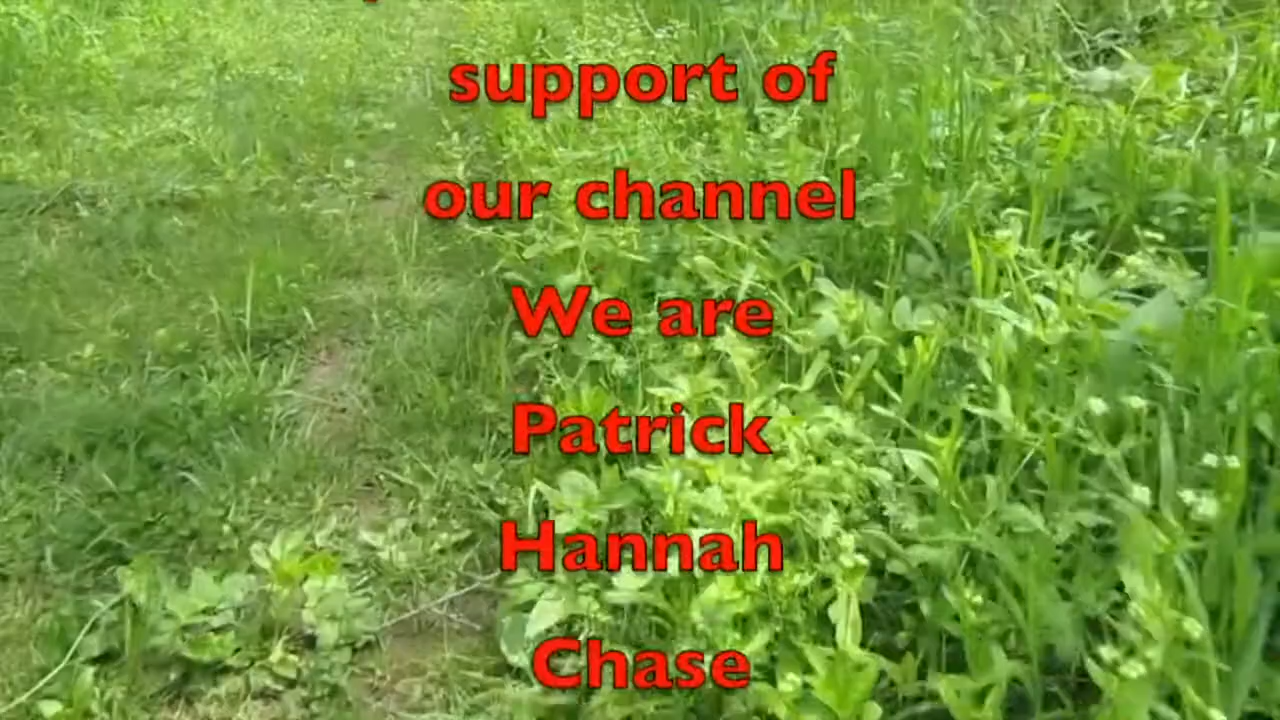 support of
our channel
We are
Patrick
Hannah
Chase